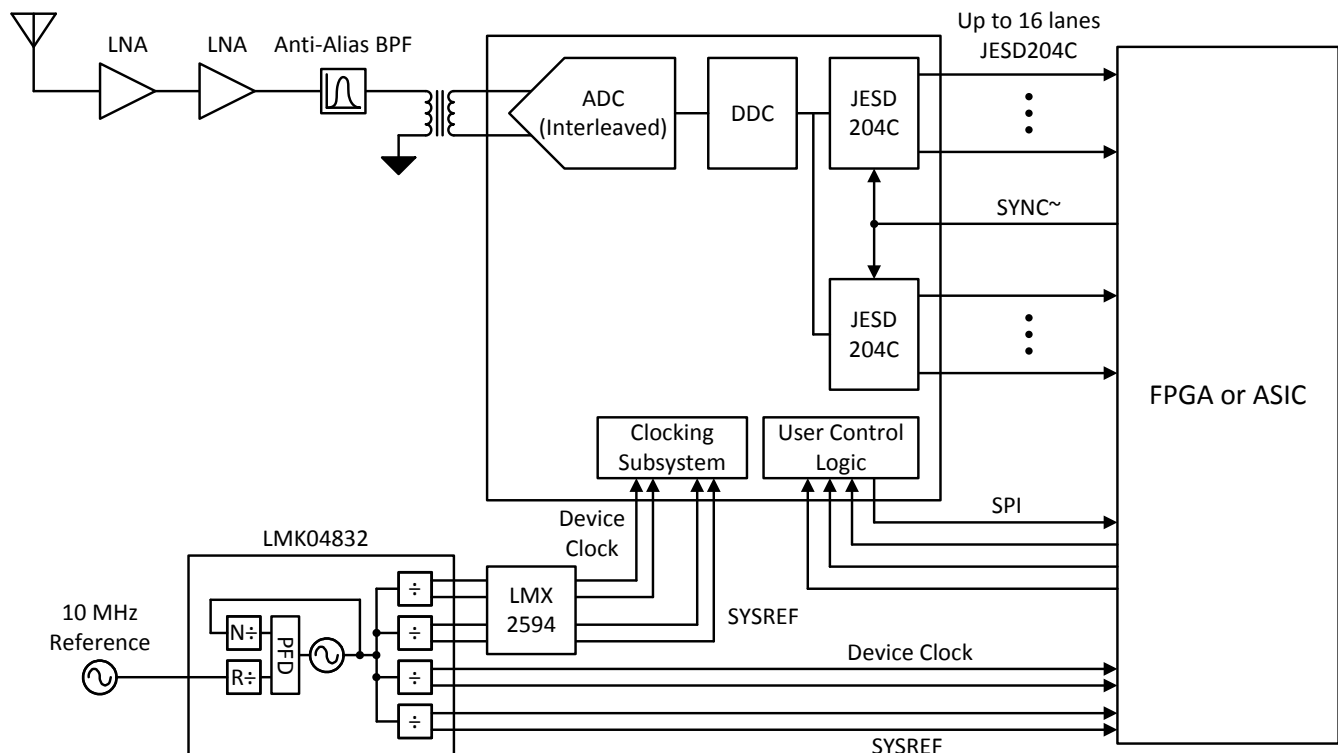 Up to 16 lanes
JESD204C
LNA
LNA
Anti-Alias BPF
ADC
(Interleaved)
DDC
JESD
204C
SYNC~
JESD
204C
FPGA or ASIC
Clocking
Subsystem
User Control
Logic
SPI
Device
Clock
LMK04832
LMX
2594
SYSREF
10 MHz
Reference
N÷
R÷
PFD
÷
÷
÷
÷
Device Clock
SYSREF